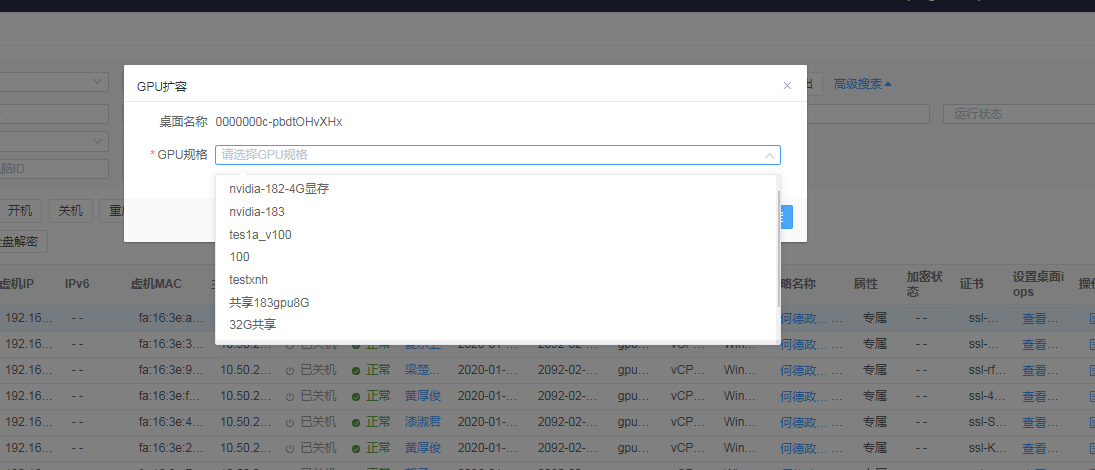 GPU扩容
桌面名称 0000000c-pbdtOHvXHx
* GPU规格 请选择GPU规格
nvidia-182-4G显存
nvidia-183
tes1a_v100
100
testxnh
共享183gpu8G
32G共享
高级搜索
运行状态
脑ID
开机 关机
盘解密
虚机IP IPv6 虚机MAC 略名称 属性 加密状态 证书 设置桌面iops
192.16... - - fa:16:3e:a... 何德政... 专属 - - ssl-... 查看...
192.16... - - fa:16:3e:3... 10.50.2... 已关机 正常 2020-01-... 2092-02-... gpu... vCP... Win... 何德政... 专属 - - ssl-... 查看...
192.16... - - fa:16:3e:9... 10.50.2... 已关机 正常 梁楚... 2020-01-... 2092-02-... gpu... vCP... Win... 何德政... 专属 - - ssl-rf... 查看...
192.16... - - fa:16:3e:f... 10.50.2... 已关机 正常 黄厚俊 2020-01-... 2092-02-... gpu... vCP... Win... 何德政... 专属 - - ssl-4... 查看...
192.16... - - fa:16:3e:4... 10.50.2... 已关机 正常 漆淑君 2020-01-... 2092-02-... gpu... vCP... Win... 何德政... 专属 - - ssl-S... 查看...
192.16... - - fa:16:3e:2... 10.50.2... 已关机 正常 黄厚俊 2020-01-... 2092-02-... gpu... vCP... Win... 何德政... 专属 - - ssl-K... 查看...